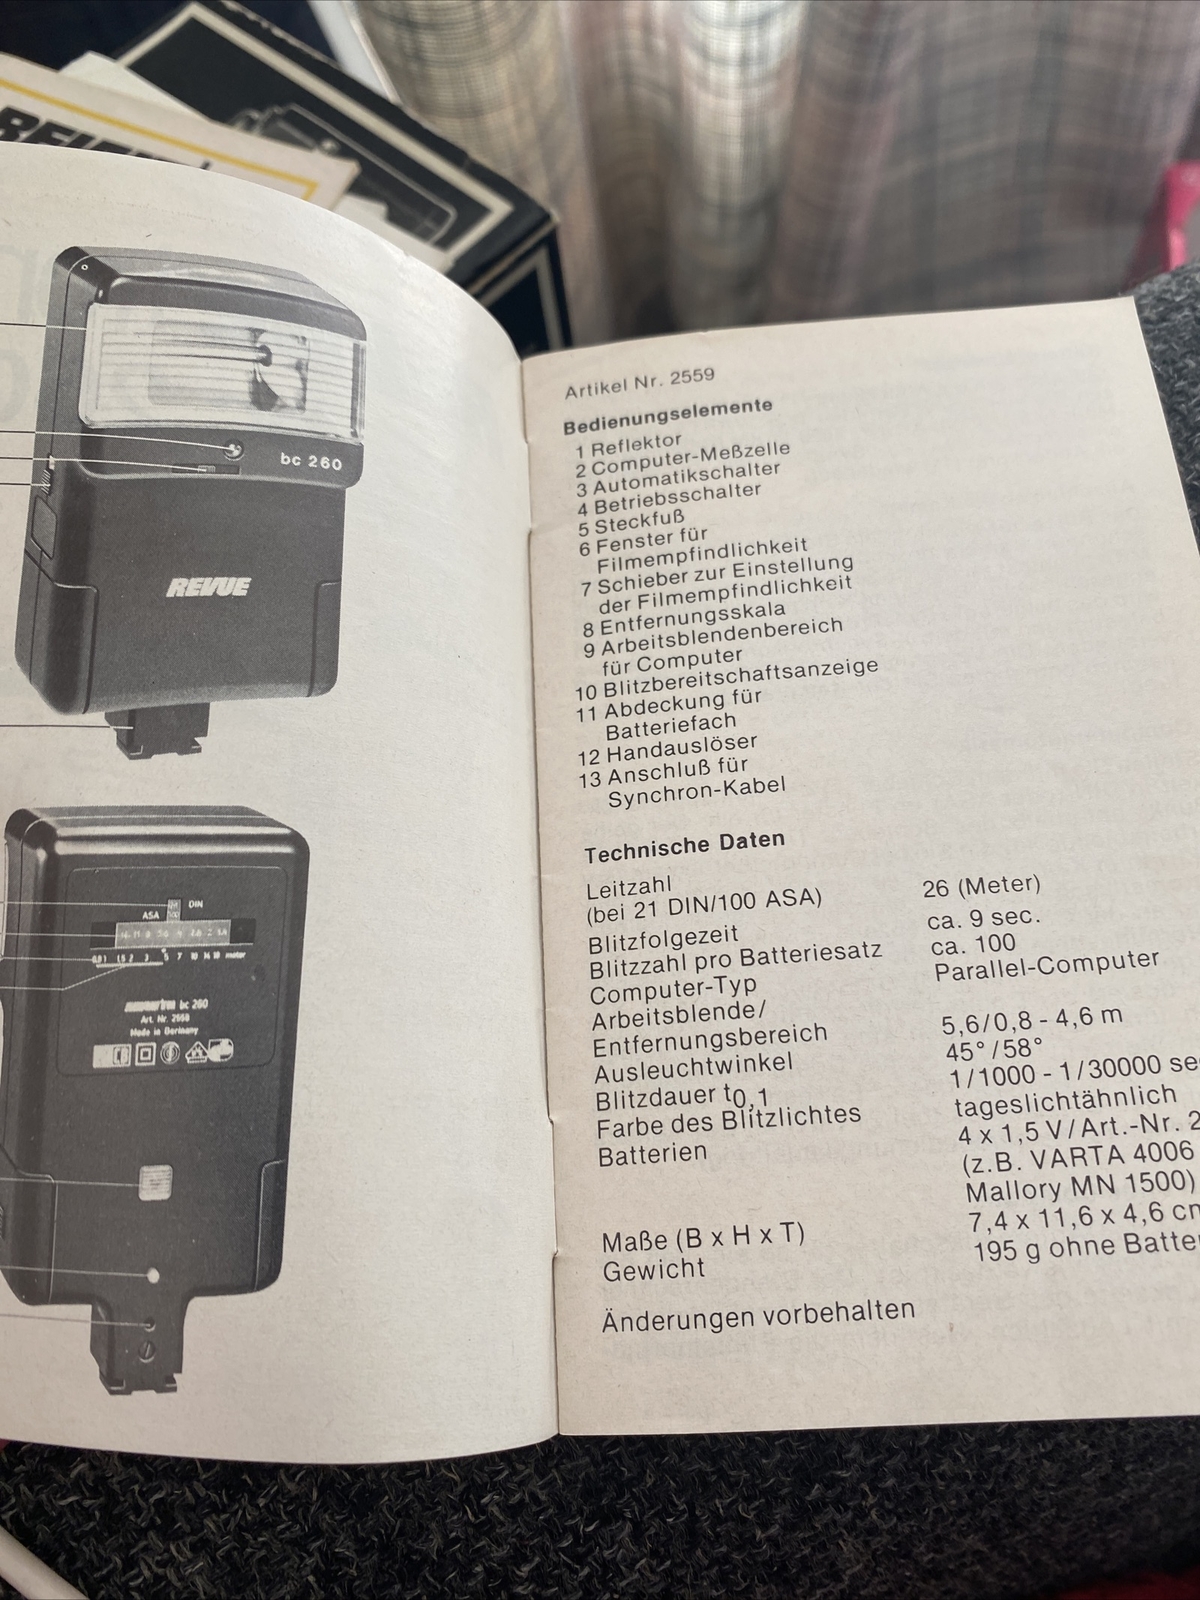 bc 260
REVUE
ASA
DIN
meter
bc 260
Made in Germany
Artikel Nr. 2559
Bedienungselemente
1 Reflektor
2 Computer-Meßzelle
3 Automatikschalter
4 Betriebsschalter
5 Steckfuß
6 Fenster für
Filmempfindlichkeit
7 Schieber zur Einstellung
der Filmempfindlichkeit
8 Entfernungsskala
9 Arbeitsblendenbereich
für Computer
10 Blitzbereitschaftsanzeige
11 Abdeckung für
Batteriefach
12 Handauslöser
13 Anschluß für
Synchron-Kabel
Technische Daten
Leitzahl
(bei 21 DIN/100 ASA) 26 (Meter)
Blitzfolgezeit ca. 9 sec.
Blitzzahl pro Batteriesatz ca. 100
Computer-Typ Parallel-Computer
Arbeitsblende/
Entfernungsbereich 5,6/0,8 - 4,6 m
Ausleuchtwinkel 45°/58°
Blitzdauer t0,1 1/1000 - 1/30000
Farbe des Blitzlichtes tageslichtähnlich
Batterien 4 x 1,5 V/Art.-Nr.
(z.B. VARTA 4006
Mallory MN 1500)
Maße (B x H x T) 7,4 x 11,6 x 4,6
Gewicht 195 g ohne
Änderungen vorbehalten